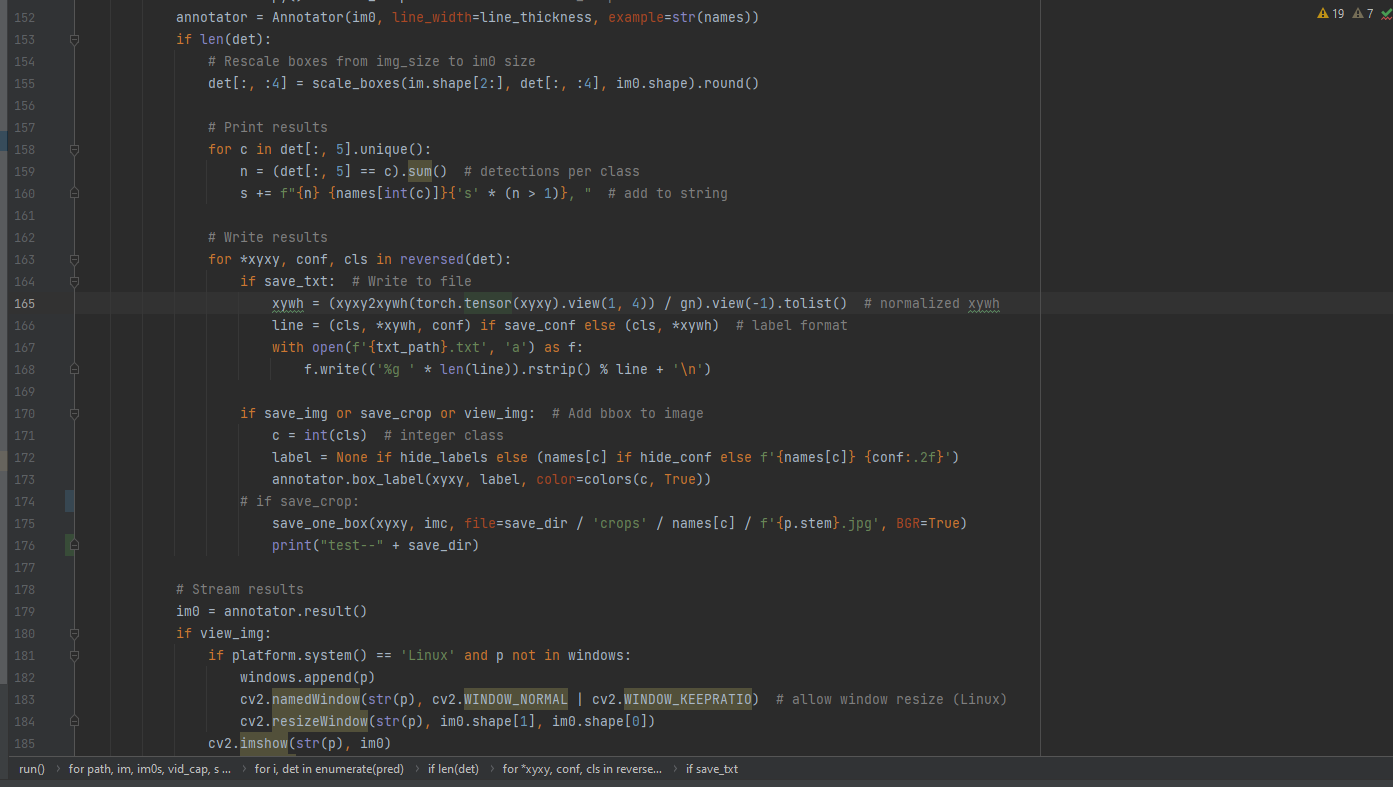 152 annotator = Annotator(im0, line_width=line_thickness, example=str(names))
19 7
153 if len(det):
154 # Rescale boxes from img_size to im0 size
155 det[:, :4] = scale_boxes(im.shape[2:], det[:, :4], im0.shape).round()
156
157 # Print results
158 for c in det[:, 5].unique():
159 n = (det[:, 5] == c).sum()  # detections per class
160 s += f"{n} {names[int(c)]}{'s' * (n > 1)}, "  # add to string
161
162 # Write results
163 for *xyxy, conf, cls in reversed(det):
164 if save_txt:  # Write to file
165 xywh = (xyxy2xywh(torch.tensor(xyxy).view(1, 4)) / gn).view(-1).tolist()  # normalized xywh
166 line = (cls, *xywh, conf) if save_conf else (cls, *xywh)  # label format
167 with open(f'{txt_path}.txt', 'a') as f:
168 f.write(('%g ' * len(line)).rstrip() % line + '\n')
169
170 if save_img or save_crop or view_img:  # Add bbox to image
171 c = int(cls)  # integer class
172 label = None if hide_labels else (names[c] if hide_conf else f'{names[c]} {conf:.2f}')
173 annotator.box_label(xyxy, label, color=colors(c, True))
174 # if save_crop:
175 save_one_box(xyxy, imc, file=save_dir / 'crops' / names[c] / f'{p.stem}.jpg', BGR=True)
176 print("test--" + save_dir)
177
178 # Stream results
179 im0 = annotator.result()
180 if view_img:
181 if platform.system() == 'Linux' and p not in windows:
182 windows.append(p)
183 cv2.namedWindow(str(p), cv2.WINDOW_NORMAL | cv2.WINDOW_KEEPRATIO)  # allow window resize (Linux)
184 cv2.resizeWindow(str(p), im0.shape[1], im0.shape[0])
185 cv2.imshow(str(p), im0)
run() › for path, im, im0s, vid_cap, s ... › for i, det in enumerate(pred) › if len(det) › for *xyxy, conf, cls in reverse... › if save_txt